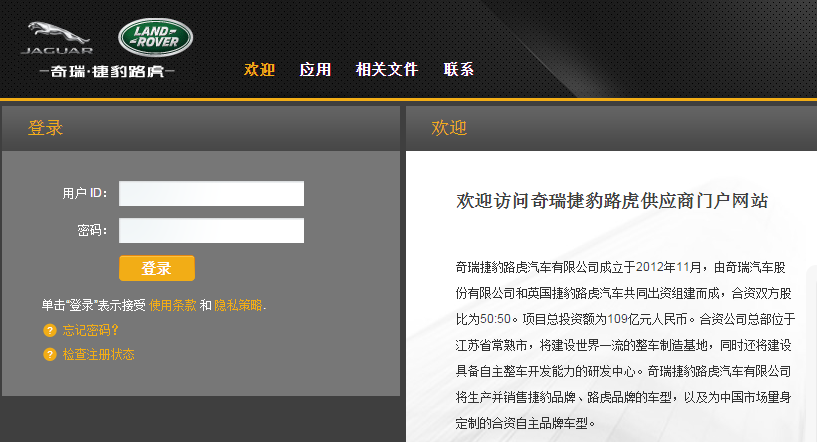 JAGUAR
LAND-
ROVER
奇瑞·捷豹路虎
欢迎 应用 相关文件 联系
登录
用户 ID:
密码:
登录
单击"登录"表示接受 使用条款 和 隐私策略.
忘记密码?
检查注册状态
欢迎
欢迎访问奇瑞捷豹路虎供应商门户网站
奇瑞捷豹路虎汽车有限公司成立于2012年11月，由奇瑞汽车股
份有限公司和英国捷豹路虎汽车共同出资组建而成，合资双方股
比为50:50。项目总投资额为109亿元人民币。合资公司总部位于
江苏省常熟市，将建设世界一流的整车制造基地，同时还将建设
具备自主整车开发能力的研发中心。奇瑞捷豹路虎汽车有限公司
将生产并销售捷豹品牌、路虎品牌的车型，以及为中国市场量身
定制的合资自主品牌车型。